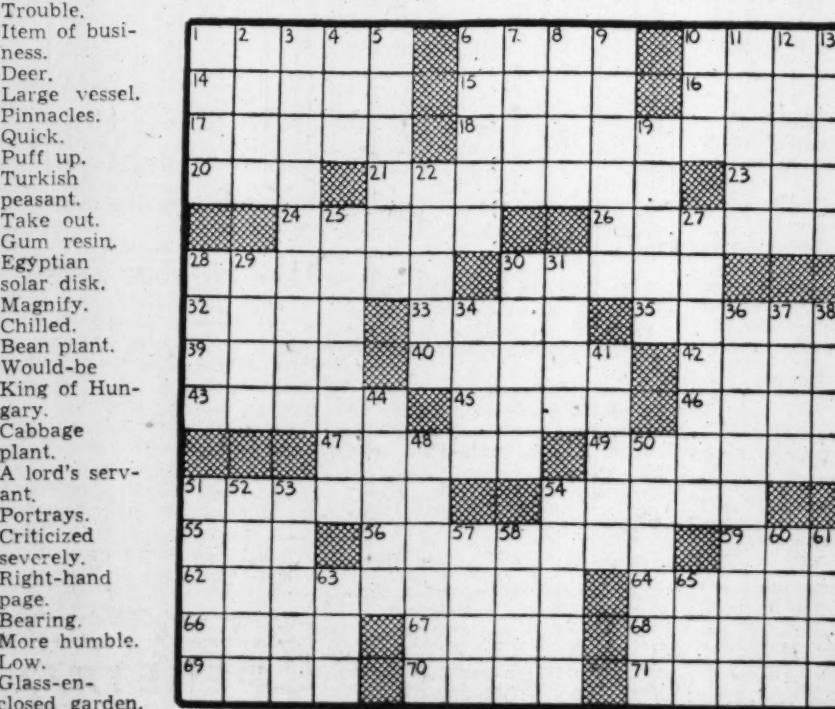 Trouble.
Item of busi-
ness.
Deer.
Large vessel.
Pinnacles.
Quick.
Puff up.
Turkish
peasant.
Take out.
Gum resin.
Egyptian
solar disk.
Magnify.
Chilled.
Bean plant.
Would-be
King of Hun-
gary.
Cabbage
plant.
A lord's serv-
ant.
Portrays.
Criticized
severely.
Right-hand
page.
Bearing.
More humble.
Low.
Glass-en-
closed garden.
1 2 3 4 5 6 7 8 9 10 11 12 13
14 15 16
17 18 19
20 21 22 23
24 25 26 27
28 29 30 31
32 33 34 35 36 37 38
39 40 41 42
43 44 45 46
47 48 49 50
51 52 53 54
55 56 57 58 59 60 61
62 63 64 65
66 67 68
69 70 71